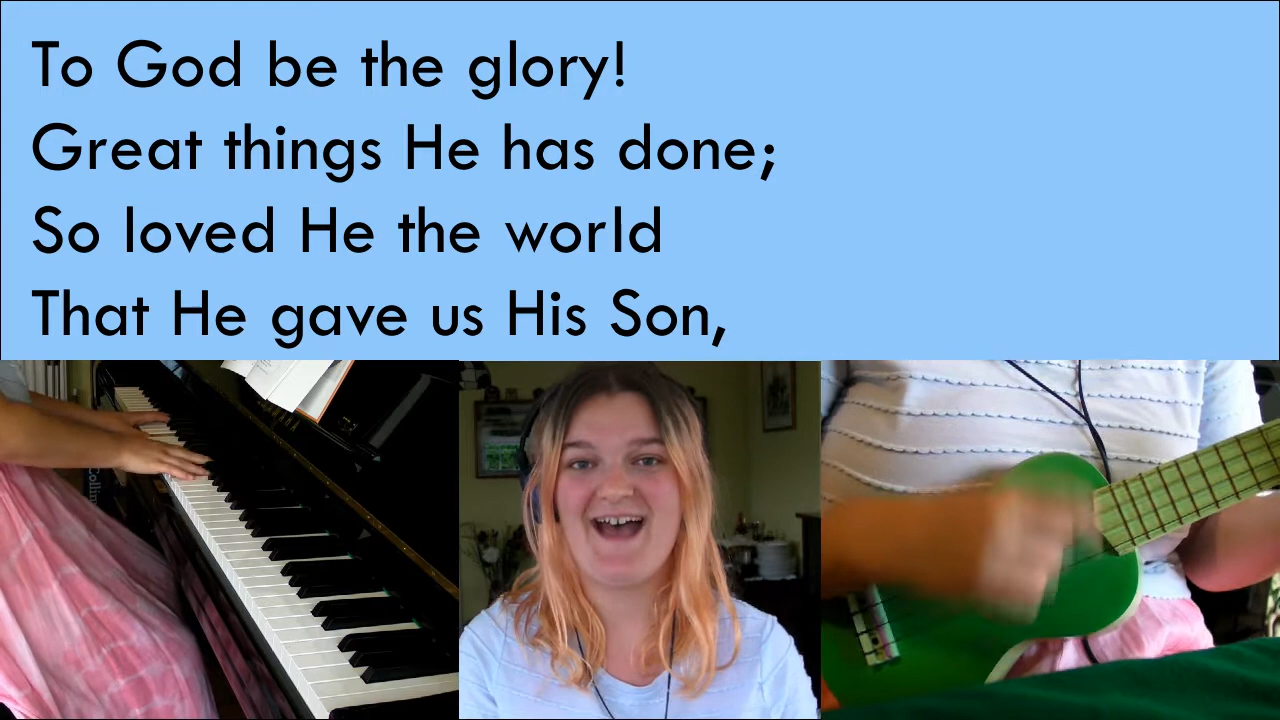 To God be the glory!
Great things He has done;
So loved He the world
That He gave us His Son,
Collins